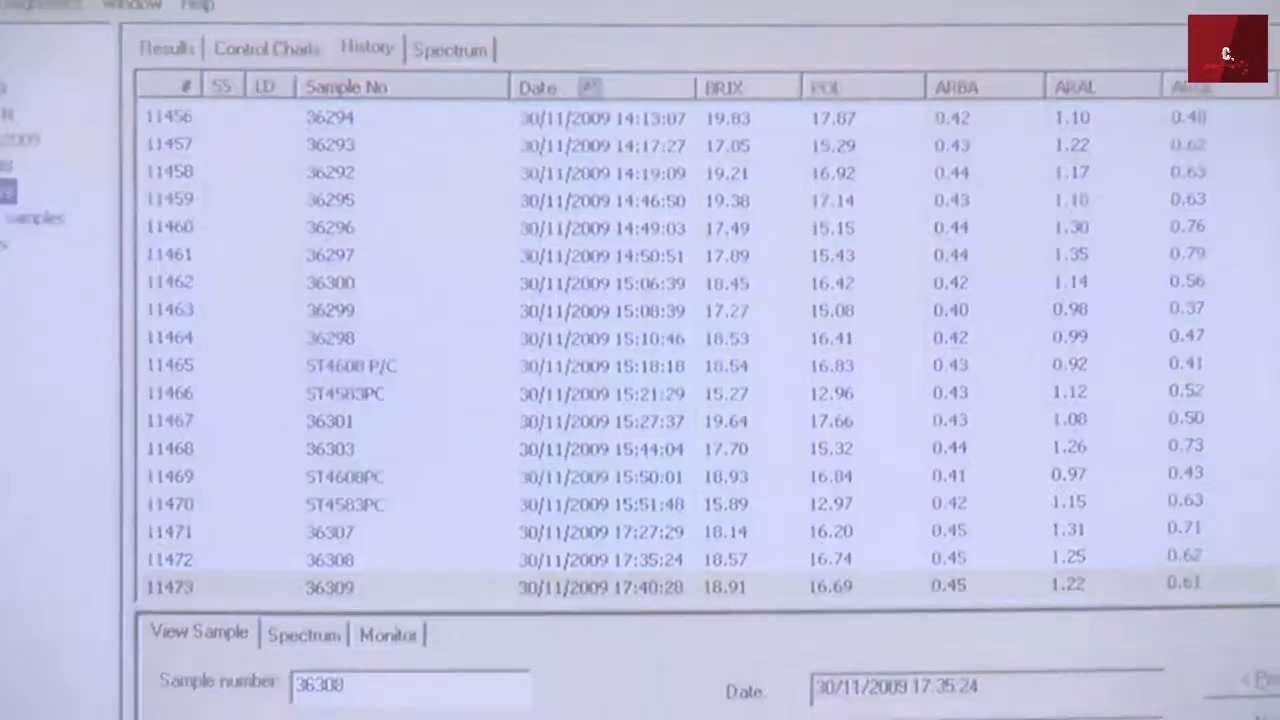 Window Help
Results Control Charts History Spectrum
# SS LD Sample No Date BRIX POL ARBA ARAL
11456 36294 30/11/2009 14:13:07 19.83 17.87 0.42 1.10 0.48
11457 36293 30/11/2009 14:17:27 17.05 15.29 0.43 1.22 0.62
11458 36292 30/11/2009 14:19:09 19.21 16.92 0.44 1.17 0.63
11459 36295 30/11/2009 14:46:50 19.38 17.14 0.43 1.10 0.63
11460 36296 30/11/2009 14:49:03 17.49 15.15 0.44 1.30 0.76
11461 36297 30/11/2009 14:50:51 17.89 15.43 0.44 1.35 0.79
11462 36300 30/11/2009 15:06:39 18.45 16.42 0.42 1.14 0.56
11463 36299 30/11/2009 15:08:39 17.27 15.08 0.40 0.98 0.37
11464 36298 30/11/2009 15:10:46 18.53 16.41 0.42 0.99 0.47
11465 ST4608 P/C 30/11/2009 15:18:18 18.54 16.83 0.43 0.92 0.41
11466 ST4583PC 30/11/2009 15:21:29 15.27 12.96 0.43 1.12 0.52
11467 36301 30/11/2009 15:27:37 19.64 17.66 0.43 1.08 0.50
11468 36303 30/11/2009 15:44:04 17.70 15.32 0.44 1.26 0.73
11469 ST4608PC 30/11/2009 15:50:01 18.93 16.84 0.41 0.97 0.43
11470 ST4583PC 30/11/2009 15:51:48 15.89 12.97 0.42 1.15 0.63
11471 36307 30/11/2009 17:27:29 18.14 16.20 0.45 1.31 0.71
11472 36308 30/11/2009 17:35:24 18.57 16.74 0.45 1.25 0.62
11473 36309 30/11/2009 17:40:28 18.91 16.69 0.45 1.22 0.61
samples
View Sample Spectrum Monitor
Sample number: 36308 Date: 30/11/2009 17:35:24